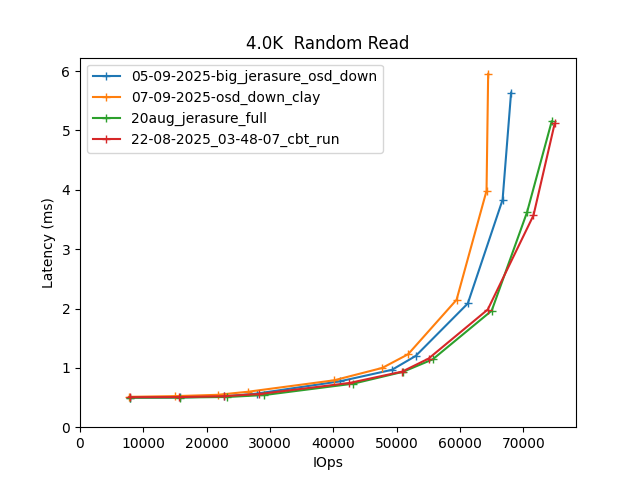 4.0K  Random Read
05-09-2025-big_jerasure_osd_down
07-09-2025-osd_down_clay
20aug_jerasure_full
22-08-2025_03-48-07_cbt_run
Latency (ms)
6
5
4
3
2
1
0
0 10000 20000 30000 40000 50000 60000 70000
IOps